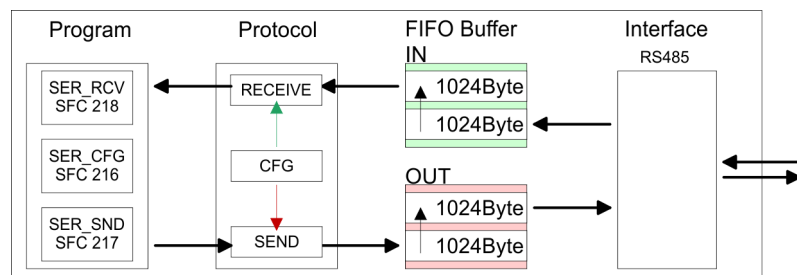 Program
Protocol
FIFO Buffer
Interface
IN
RS485
SER_RCV
SFC 218
RECEIVE
1024Byte
1024Byte
SER_CFG
SFC 216
CFG
OUT
SER_SND
SFC 217
SEND
1024Byte
1024Byte